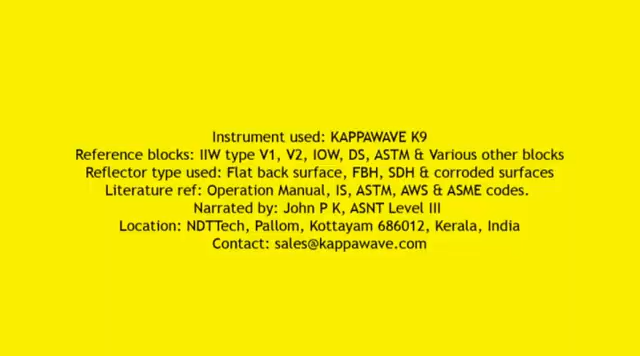 Instrument used: KAPPAWAVE K9
Reference blocks: IIW type V1, V2, IOW, DS, ASTM & Various other blocks
Reflector type used: Flat back surface, FBH, SDH & corroded surfaces
Literature ref: Operation Manual, IS, ASTM, AWS & ASME codes.
Narrated by: John P K, ASNT Level III
Location: NDTTech, Pallom, Kottayam 686012, Kerala, India
Contact: sales@kappawave.com